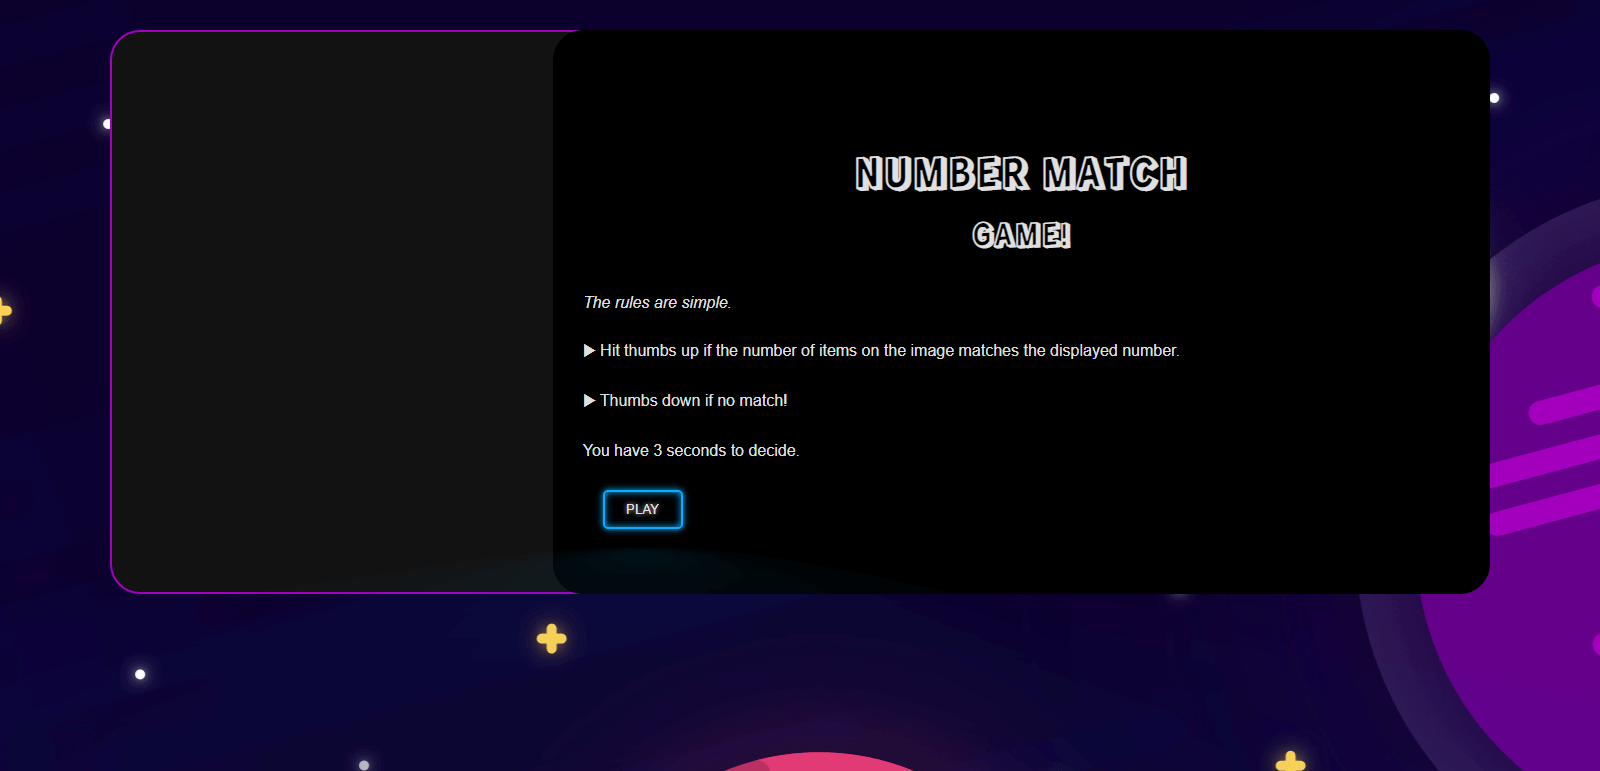 NUMBER MATCH
GAME!
The rules are simple.
▶ Hit thumbs up if the number of items on the image matches the displayed number.
▶ Thumbs down if no match!
You have 3 seconds to decide.
PLAY